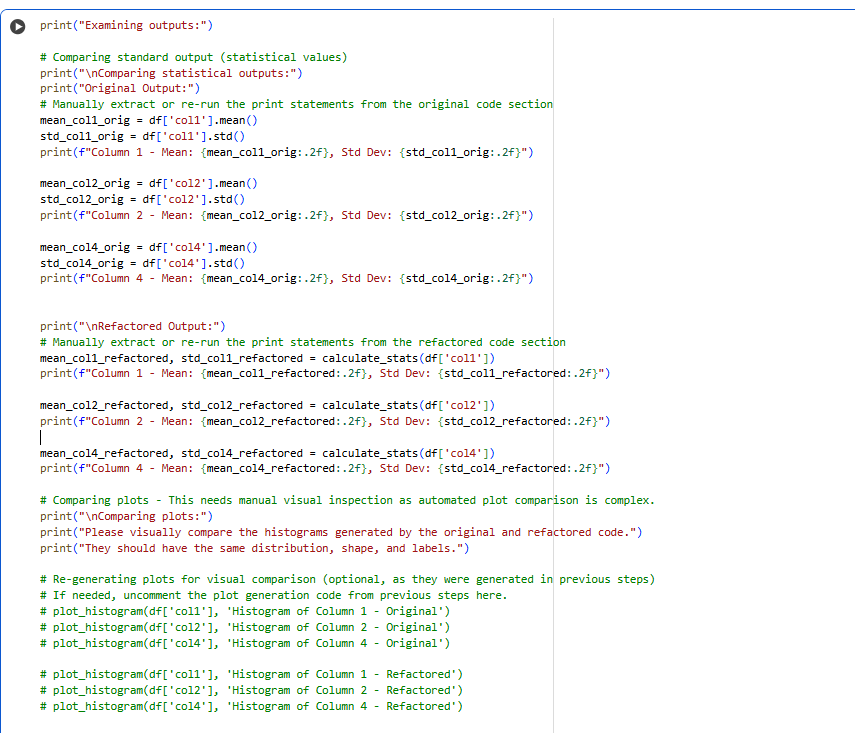 print("Examining outputs:")

# Comparing standard output (statistical values)
print("\nComparing statistical outputs:")
print("Original Output:")
# Manually extract or re-run the print statements from the original code section
mean_col1_orig = df['col1'].mean()
std_col1_orig = df['col1'].std()
print(f"Column 1 - Mean: {mean_col1_orig:.2f}, Std Dev: {std_col1_orig:.2f}")

mean_col2_orig = df['col2'].mean()
std_col2_orig = df['col2'].std()
print(f"Column 2 - Mean: {mean_col2_orig:.2f}, Std Dev: {std_col2_orig:.2f}")

mean_col4_orig = df['col4'].mean()
std_col4_orig = df['col4'].std()
print(f"Column 4 - Mean: {mean_col4_orig:.2f}, Std Dev: {std_col4_orig:.2f}")


print("\nRefactored Output:")
# Manually extract or re-run the print statements from the refactored code section
mean_col1_refactored, std_col1_refactored = calculate_stats(df['col1'])
print(f"Column 1 - Mean: {mean_col1_refactored:.2f}, Std Dev: {std_col1_refactored:.2f}")

mean_col2_refactored, std_col2_refactored = calculate_stats(df['col2'])
print(f"Column 2 - Mean: {mean_col2_refactored:.2f}, Std Dev: {std_col2_refactored:.2f}")

mean_col4_refactored, std_col4_refactored = calculate_stats(df['col4'])
print(f"Column 4 - Mean: {mean_col4_refactored:.2f}, Std Dev: {std_col4_refactored:.2f}")

# Comparing plots - This needs manual visual inspection as automated plot comparison is complex.
print("\nComparing plots:")
print("Please visually compare the histograms generated by the original and refactored code.")
print("They should have the same distribution, shape, and labels.")

# Re-generating plots for visual comparison (optional, as they were generated in previous steps)
# If needed, uncomment the plot generation code from previous steps here.
# plot_histogram(df['col1'], 'Histogram of Column 1 - Original')
# plot_histogram(df['col2'], 'Histogram of Column 2 - Original')
# plot_histogram(df['col4'], 'Histogram of Column 4 - Original')

# plot_histogram(df['col1'], 'Histogram of Column 1 - Refactored')
# plot_histogram(df['col2'], 'Histogram of Column 2 - Refactored')
# plot_histogram(df['col4'], 'Histogram of Column 4 - Refactored')